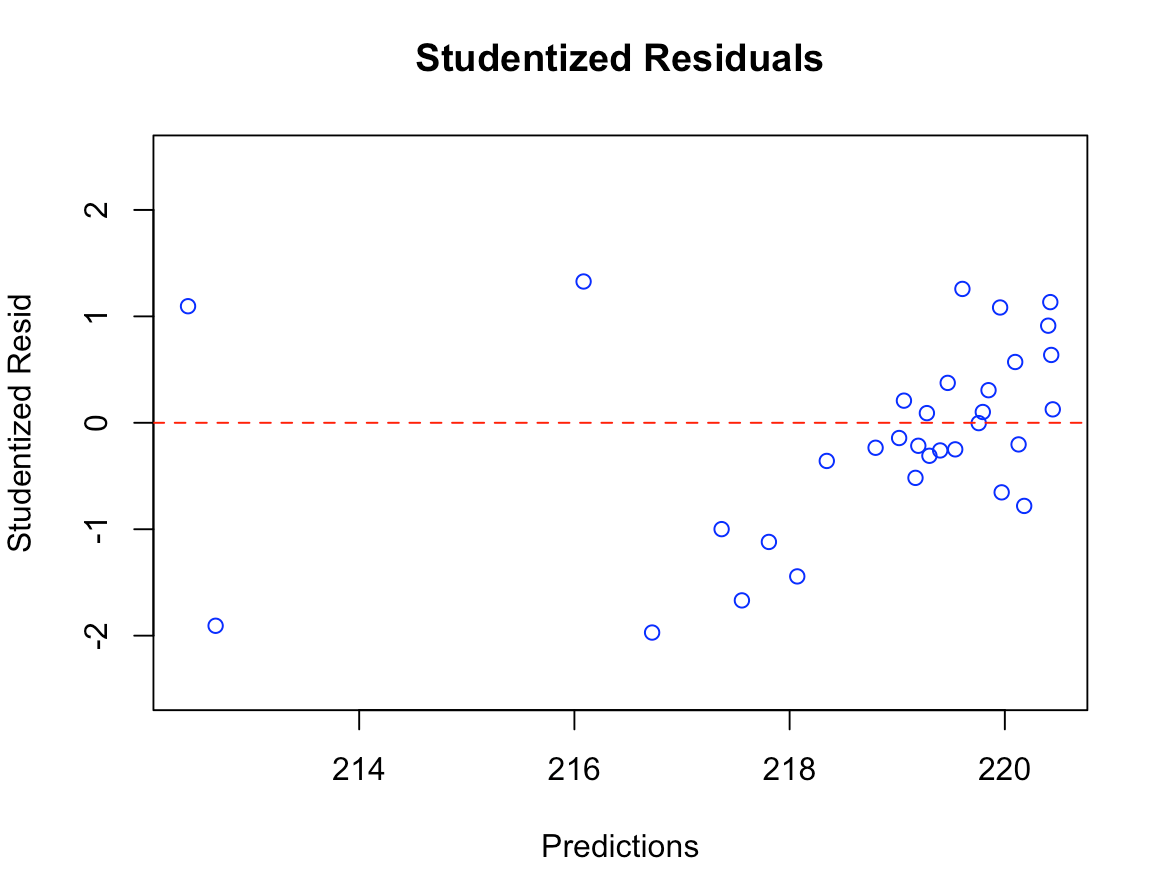 Studentized Residuals
Studentized Resid
2
1
0
-1
-2
214 216 218 220
Predictions